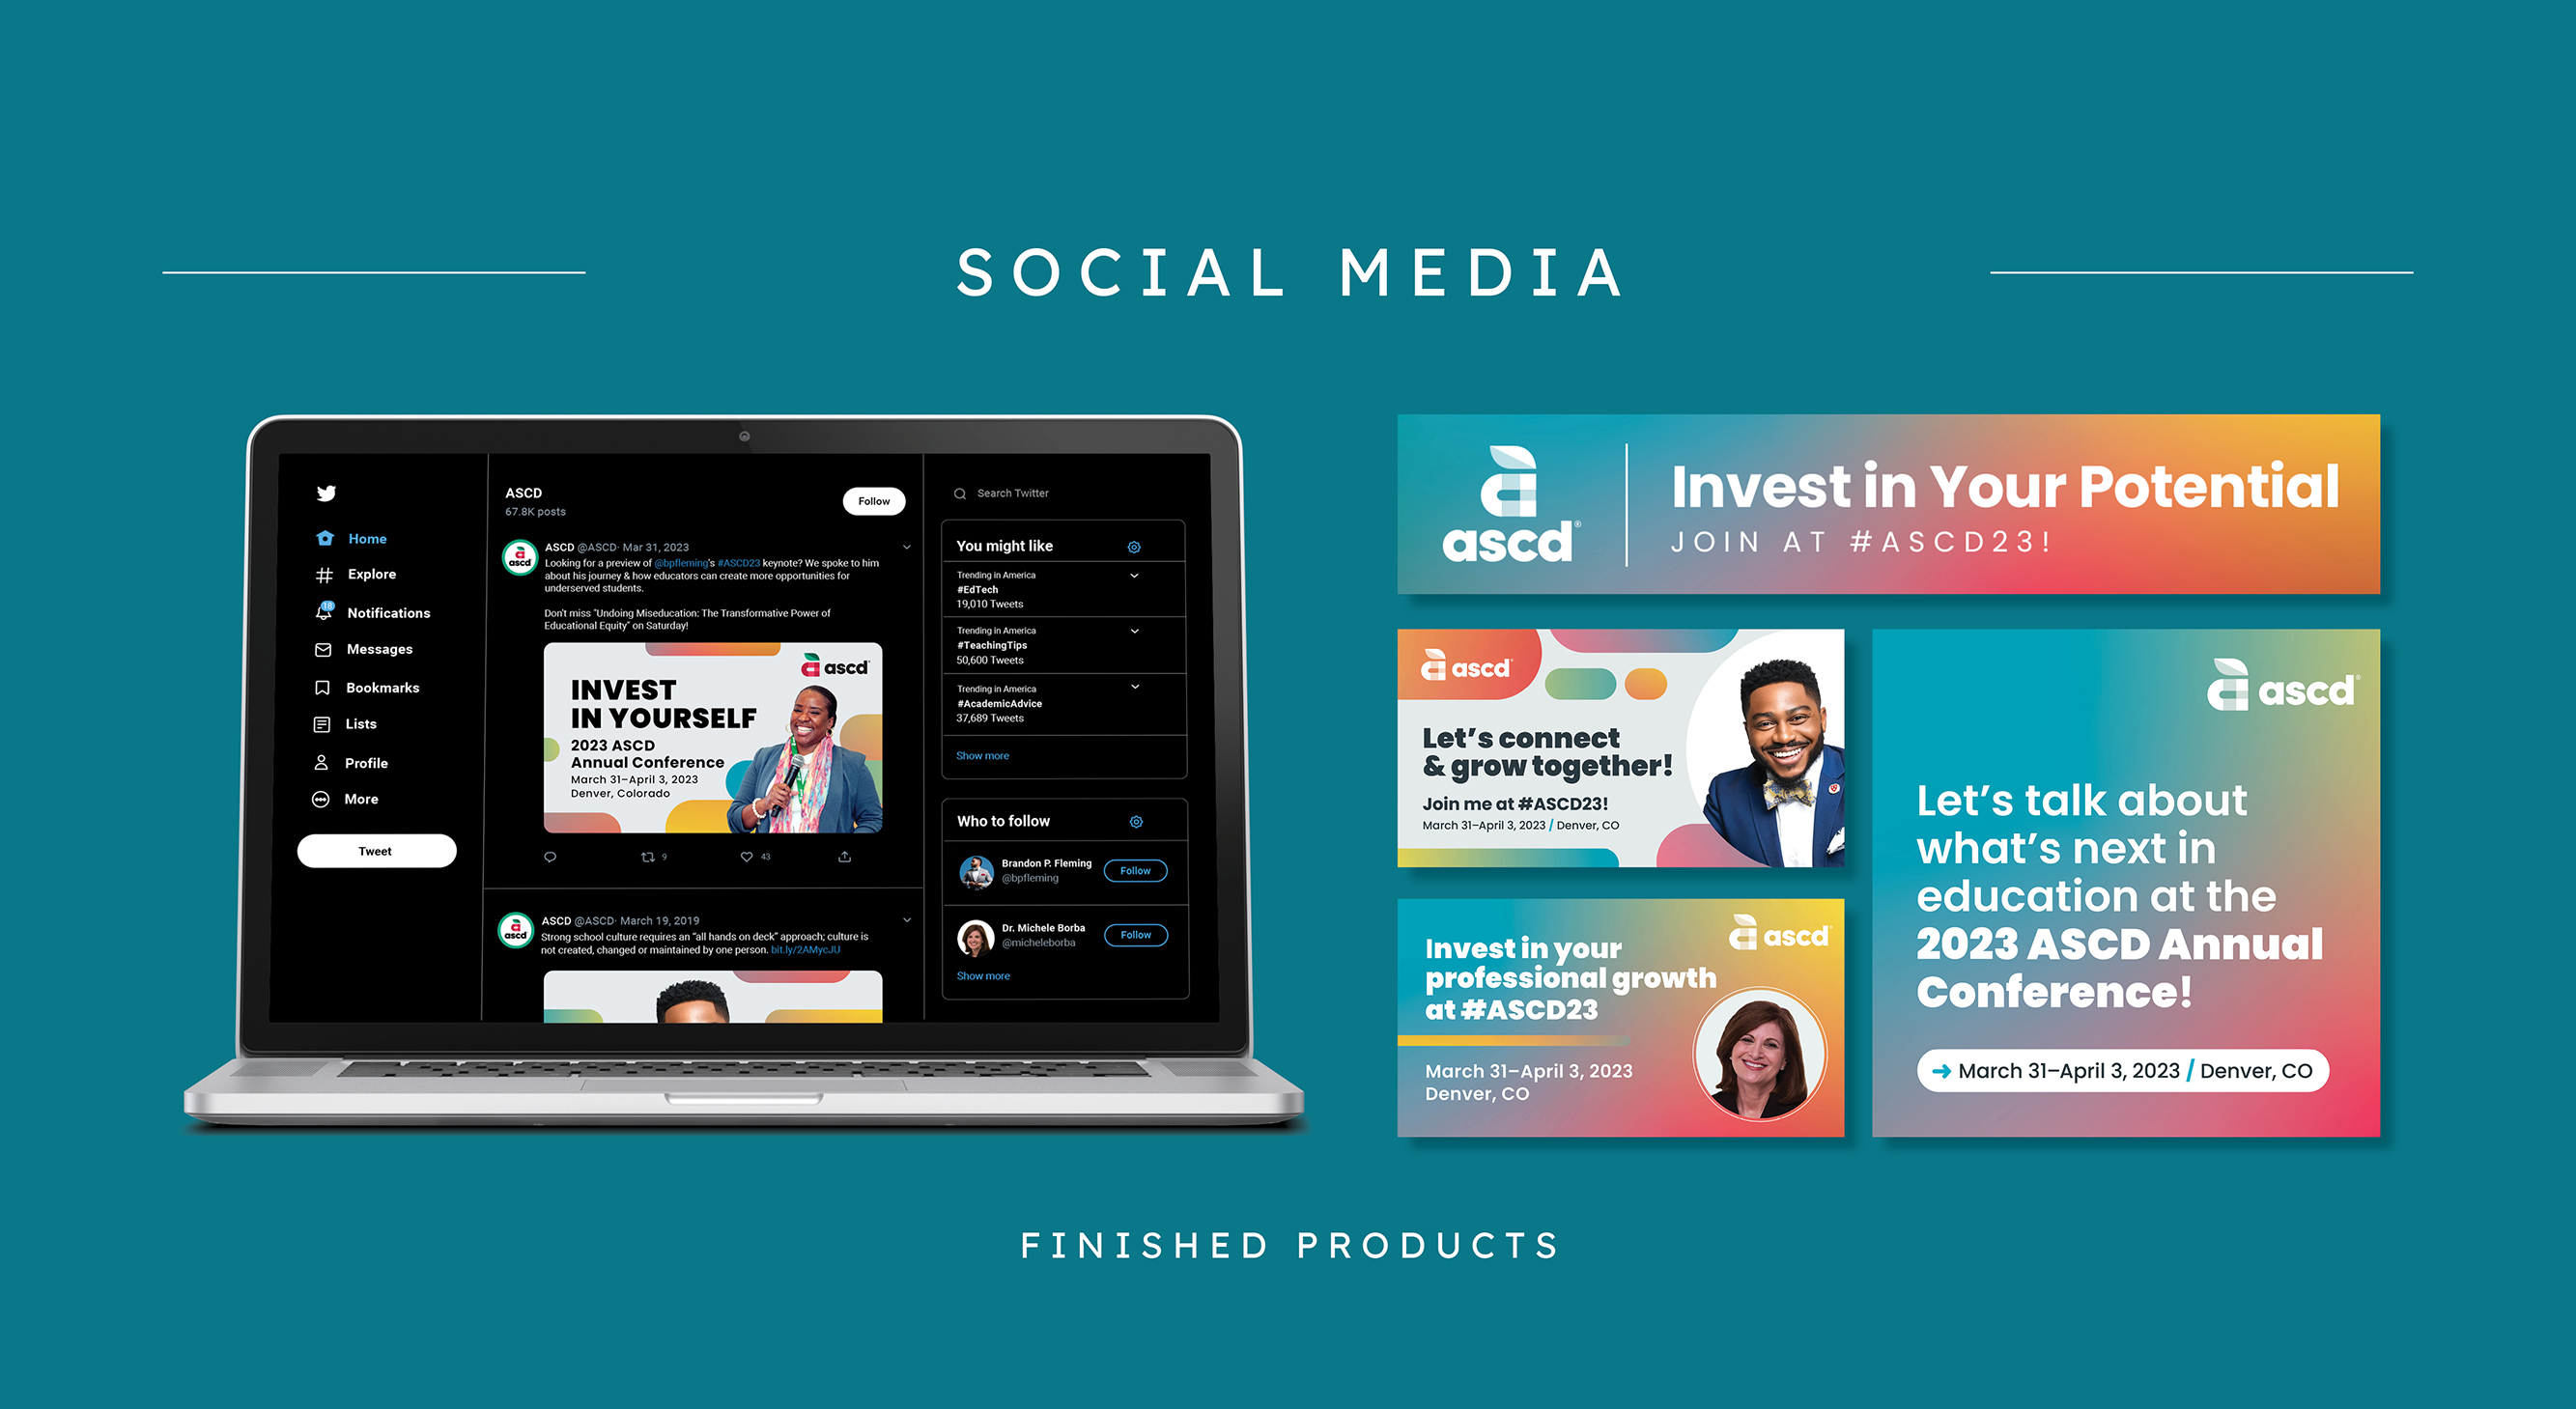 SOCIAL MEDIA
Home
Explore
18
Notifications
Messages
Bookmarks
Lists
Profile
More
Tweet
ASCD
67.8K posts
Follow
ascd
ASCD @ASCD· Mar 31, 2023
Looking for a preview of @bpfleming's #ASCD23 keynote? We spoke to him
about his journey & how educators can create more opportunities for
underserved students.
Don't miss "Undoing Miseducation: The Transformative Power of
Educational Equity" on Saturday!
ascd
INVEST
IN YOURSELF
2023 ASCD
Annual Conference
March 31–April 3, 2023
Denver, Colorado
9
43
ascd
ASCD @ASCD· March 19, 2019
Strong school culture requires an "all hands on deck" approach; culture is
not created, changed or maintained by one person. bit.ly/2AMycJU
Search Twitter
You might like
Trending in America
#EdTech
19,010 Tweets
Trending in America
#TeachingTips
50,600 Tweets
Trending in America
#AcademicAdvice
37,689 Tweets
Show more
Who to follow
Brandon P. Fleming
@bpfleming
Follow
Dr. Michele Borba
@micheleborba
Follow
Show more
ascd®
Invest in Your Potential
JOIN AT #ASCD23!
ascd
Let's connect
& grow together!
Join me at #ASCD23!
March 31–April 3, 2023 / Denver, CO
ascd
Invest in your
professional growth
at #ASCD23
March 31–April 3, 2023
Denver, CO
ascd®
Let's talk about
what's next in
education at the
2023 ASCD Annual
Conference!
→ March 31–April 3, 2023 / Denver, CO
FINISHED PRODUCTS